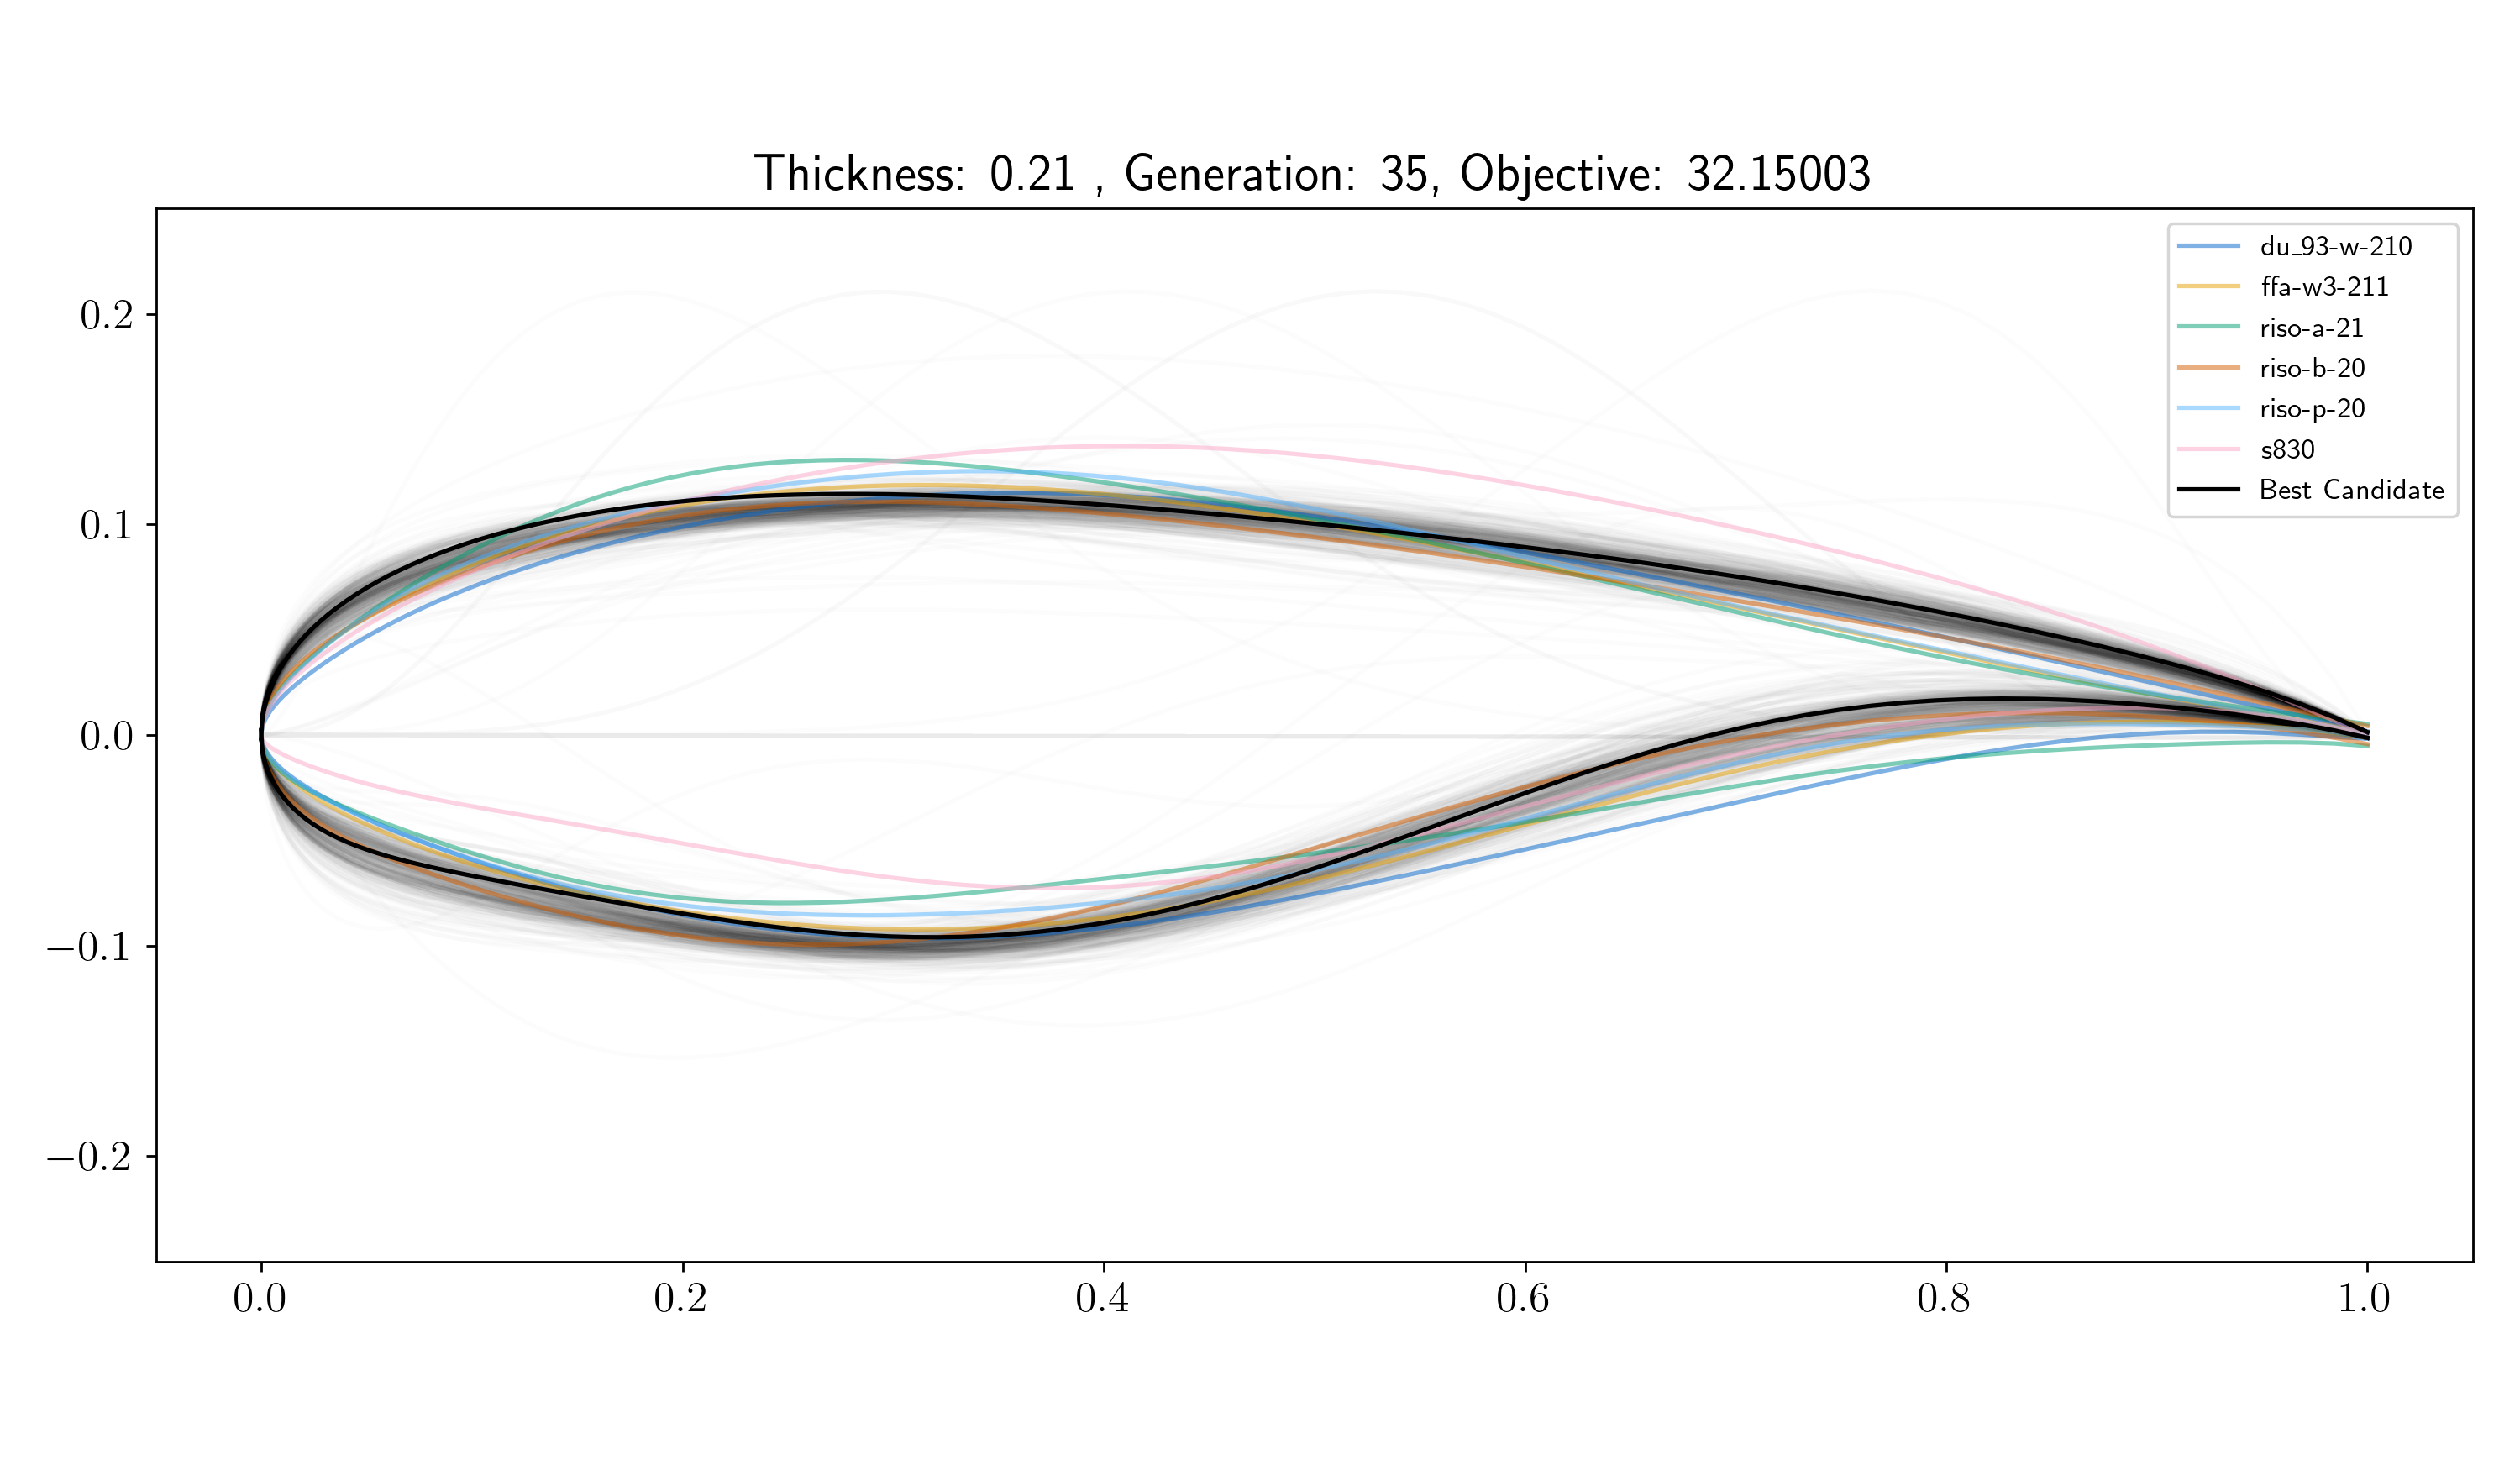 Thickness: 0.21 , Generation: 35, Objective: 32.15003
du_93-w-210
ffa-w3-211
riso-a-21
riso-b-20
riso-p-20
s830
Best Candidate
0.2
0.1
0.0
−0.1
−0.2
0.0 0.2 0.4 0.6 0.8 1.0